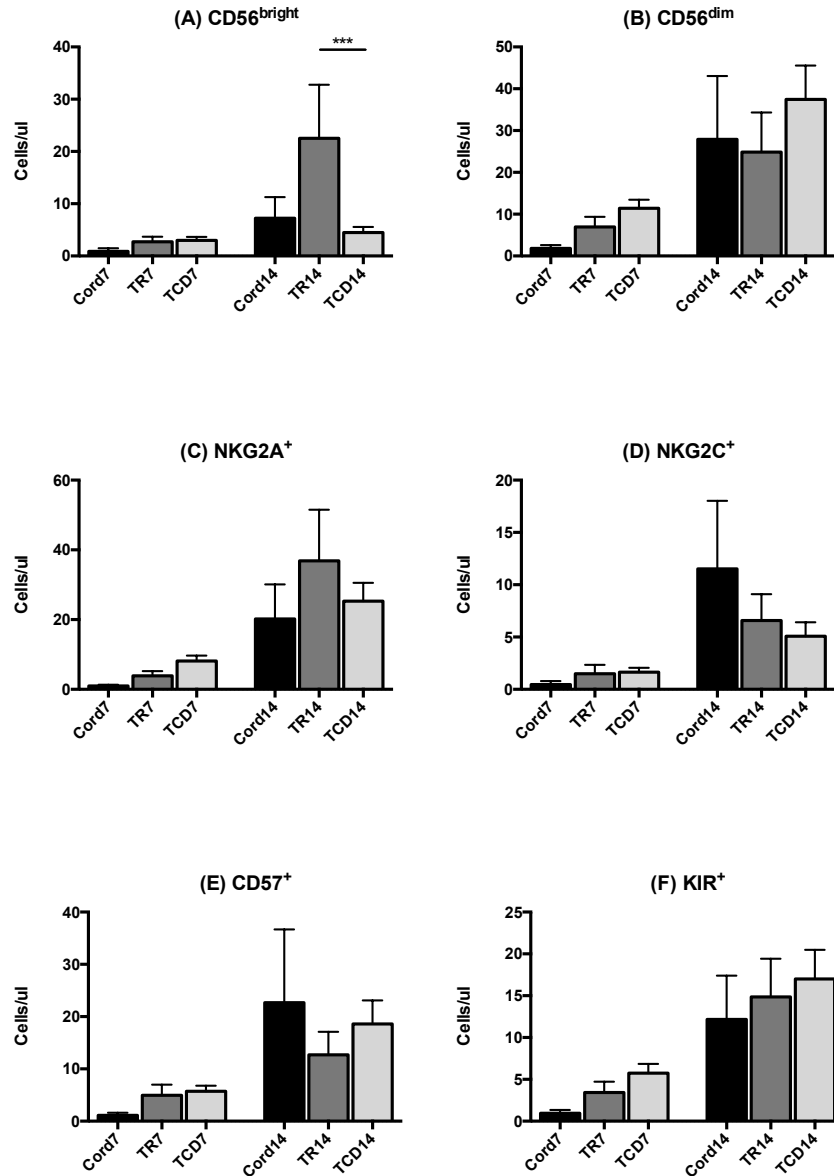 (A) CD56bright
Cells/ul
40
30
20
10
0
***
Cord7 TR7 TCD7 Cord14 TR14 TCD14
(B) CD56dim
Cells/ul
50
40
30
20
10
0
Cord7 TR7 TCD7 Cord14 TR14 TCD14
(C) NKG2A+
Cells/ul
60
40
20
0
Cord7 TR7 TCD7 Cord14 TR14 TCD14
(D) NKG2C+
Cells/ul
20
15
10
5
0
Cord7 TR7 TCD7 Cord14 TR14 TCD14
(E) CD57+
Cells/ul
40
30
20
10
0
Cord7 TR7 TCD7 Cord14 TR14 TCD14
(F) KIR+
Cells/ul
25
20
15
10
5
0
Cord7 TR7 TCD7 Cord14 TR14 TCD14